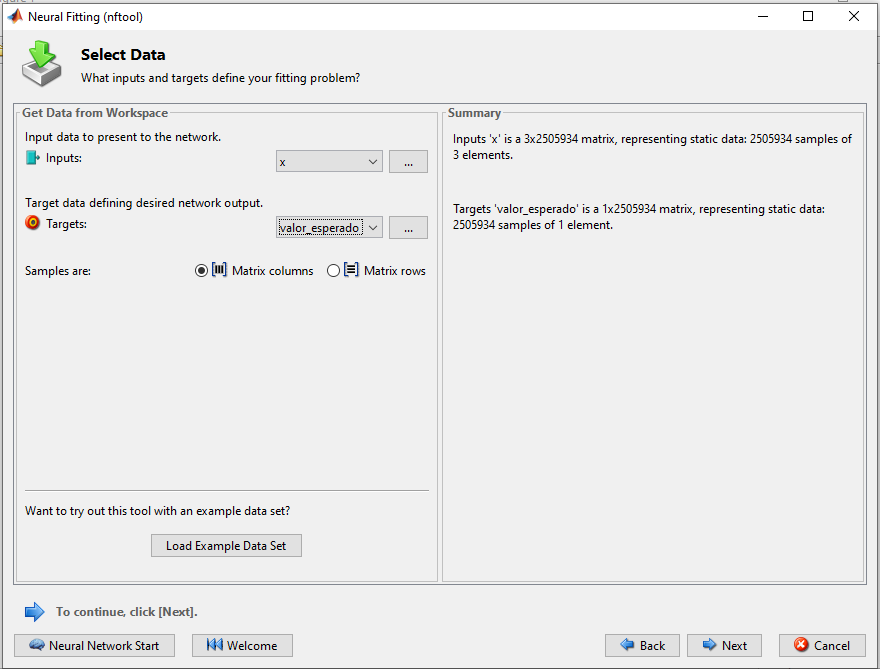 Neural Fitting (nftool)
Select Data
What inputs and targets define your fitting problem?
Get Data from Workspace
Input data to present to the network.
Inputs:
x
...
Target data defining desired network output.
Targets:
valor_esperado
...
Samples are:
Matrix columns
Matrix rows
Want to try out this tool with an example data set?
Load Example Data Set
Summary
Inputs 'x' is a 3x2505934 matrix, representing static data: 2505934 samples of
3 elements.
Targets 'valor_esperado' is a 1x2505934 matrix, representing static data:
2505934 samples of 1 element.
To continue, click [Next].
Neural Network Start
Welcome
Back
Next
Cancel